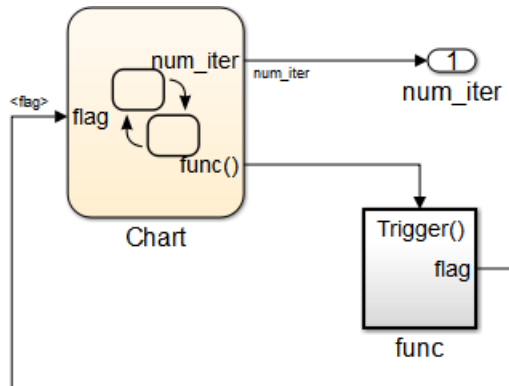 num_iter
num_iter
1
num_iter
<flag>
flag
func()
Chart
Trigger()
flag
func